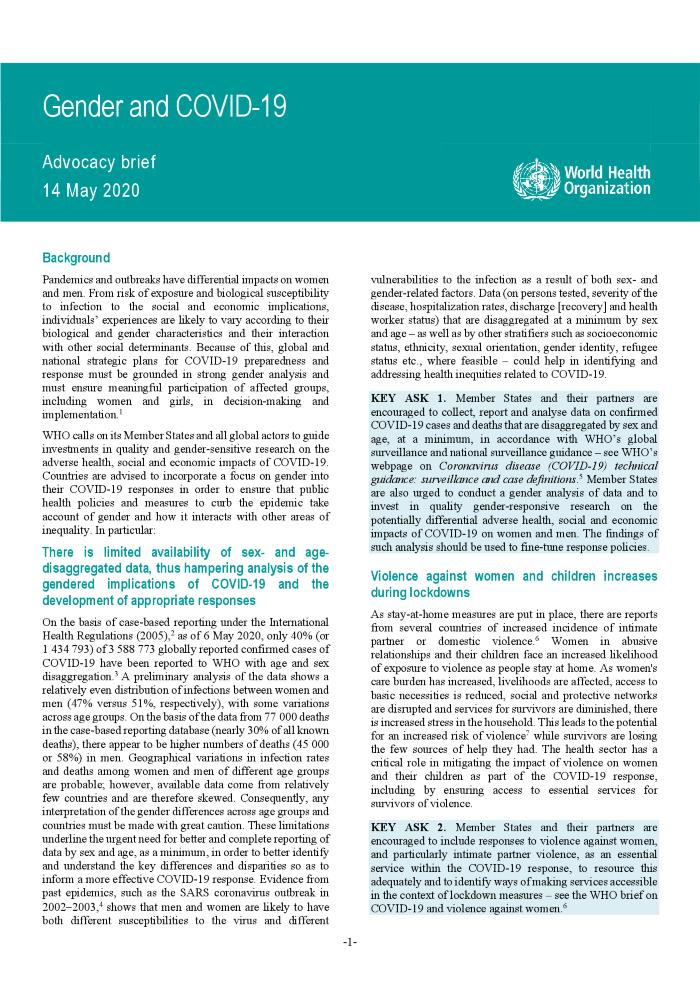 Gender and COVID-19
Advocacy brief
14 May 2020
World Health
Organization
Background
Pandemics and outbreaks have differential impacts on women
and men. From risk of exposure and biological susceptibility
to infection to the social and economic implications,
individuals’ experiences are likely to vary according to their
biological and gender characteristics and their interaction
with other social determinants. Because of this, global and
national strategic plans for COVID-19 preparedness and
response must be grounded in strong gender analysis and
must ensure meaningful participation of affected groups,
including women and girls, in decision-making and
implementation.1
WHO calls on its Member States and all global actors to guide
investments in quality and gender-sensitive research on the
adverse health, social and economic impacts of COVID-19.
Countries are advised to incorporate a focus on gender into
their COVID-19 responses in order to ensure that public
health policies and measures to curb the epidemic take
account of gender and how it interacts with other areas of
inequality. In particular:
There is limited availability of sex- and age-
disaggregated data, thus hampering analysis of the
gendered implications of COVID-19 and the
development of appropriate responses
On the basis of case-based reporting under the International
Health Regulations (2005),2 as of 6 May 2020, only 40% (or
1 434 793) of 3 588 773 globally reported confirmed cases of
COVID-19 have been reported to WHO with age and sex
disaggregation.3 A preliminary analysis of the data shows a
relatively even distribution of infections between women and
men (47% versus 51%, respectively), with some variations
across age groups. On the basis of the data from 77 000 deaths
in the case-based reporting database (nearly 30% of all known
deaths), there appear to be higher numbers of deaths (45 000
or 58%) in men. Geographical variations in infection rates
and deaths among women and men of different age groups
are probable; however, available data come from relatively
few countries and are therefore skewed. Consequently, any
interpretation of the gender differences across age groups and
countries must be made with great caution. These limitations
underline the urgent need for better and complete reporting of
data by sex and age, as a minimum, in order to better identify
and understand the key differences and disparities so as to
inform a more effective COVID-19 response. Evidence from
past epidemics, such as the SARS coronavirus outbreak in
2002–2003,4 shows that men and women are likely to have
both different susceptibilities to the virus and different
vulnerabilities to the infection as a result of both sex- and
gender-related factors. Data (on persons tested, severity of the
disease, hospitalization rates, discharge [recovery] and health
worker status) that are disaggregated at a minimum by sex
and age – as well as by other stratifiers such as socioeconomic
status, ethnicity, sexual orientation, gender identity, refugee
status etc., where feasible – could help in identifying and
addressing health inequities related to COVID-19.
KEY ASK 1. Member States and their partners are
encouraged to collect, report and analyse data on confirmed
COVID-19 cases and deaths that are disaggregated by sex and
age, at a minimum, in accordance with WHO’s global
surveillance and national surveillance guidance – see WHO’s
webpage on Coronavirus disease (COVID-19) technical
guidance: surveillance and case definitions.5 Member States
are also urged to conduct a gender analysis of data and to
invest in quality gender-responsive research on the
potentially differential adverse health, social and economic
impacts of COVID-19 on women and men. The findings of
such analysis should be used to fine-tune response policies.
Violence against women and children increases
during lockdowns
As stay-at-home measures are put in place, there are reports
from several countries of increased incidence of intimate
partner or domestic violence.6 Women in abusive
relationships and their children face an increased likelihood
of exposure to violence as people stay at home. As women's
care burden has increased, livelihoods are affected, access to
basic necessities is reduced, social and protective networks
are disrupted and services for survivors are diminished, there
is increased stress in the household. This leads to the potential
for an increased risk of violence7 while survivors are losing
the few sources of help they had. The health sector has a
critical role in mitigating the impact of violence on women
and their children as part of the COVID-19 response,
including by ensuring access to essential services for
survivors of violence.
KEY ASK 2. Member States and their partners are
encouraged to include responses to violence against women,
and particularly intimate partner violence, as an essential
service within the COVID-19 response, to resource this
adequately and to identify ways of making services accessible
in the context of lockdown measures – see the WHO brief on
COVID-19 and violence against women.6
-1-